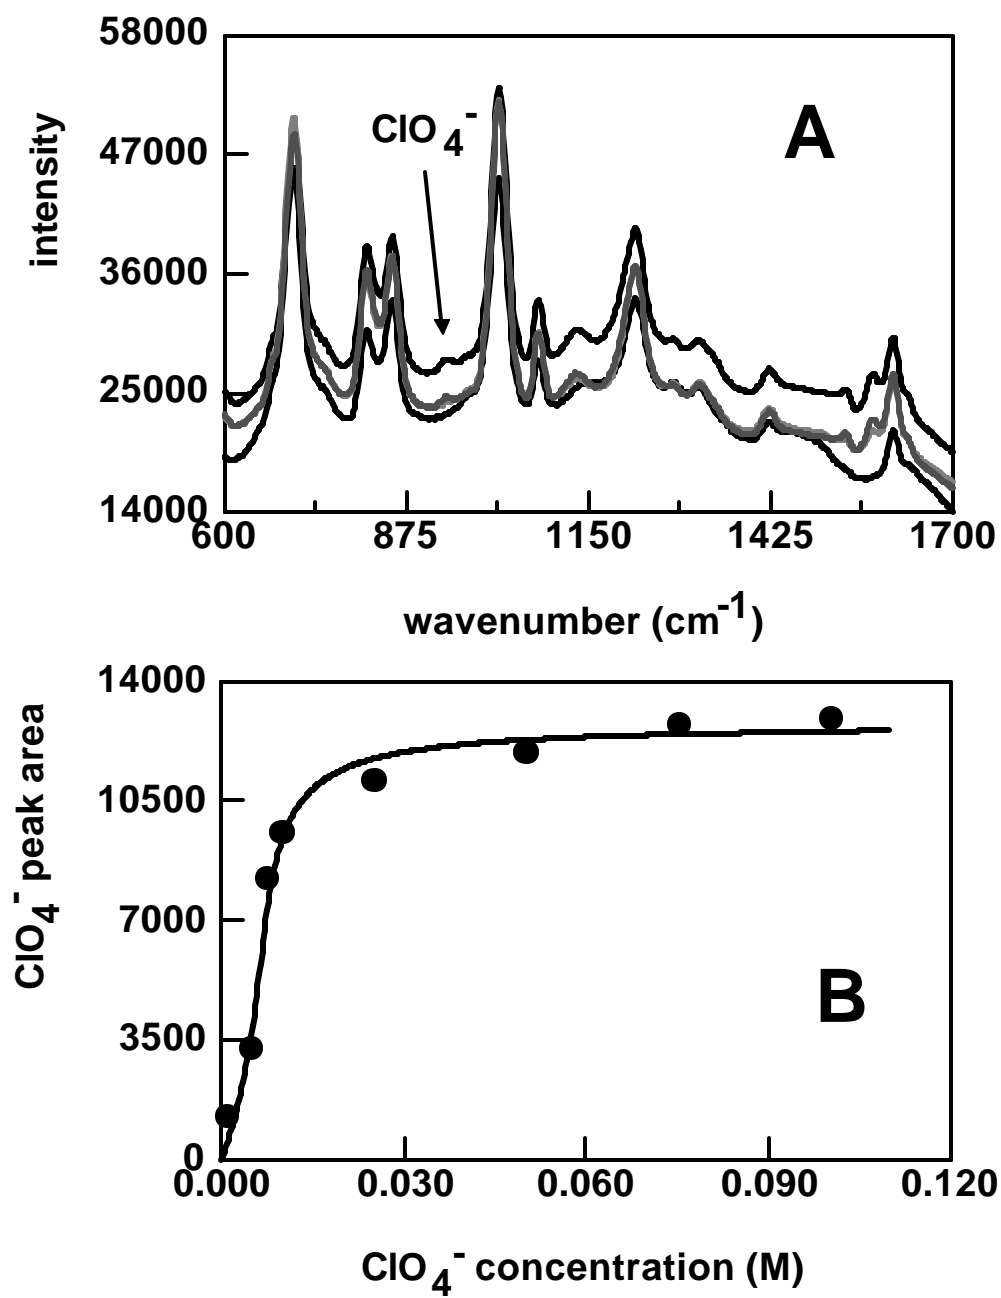 58000
47000
36000
25000
14000
intensity
ClO4-
A
600 875 1150 1425 1700
wavenumber (cm-1)
14000
10500
7000
3500
0
ClO4- peak area
B
0.000 0.030 0.060 0.090 0.120
ClO4- concentration (M)